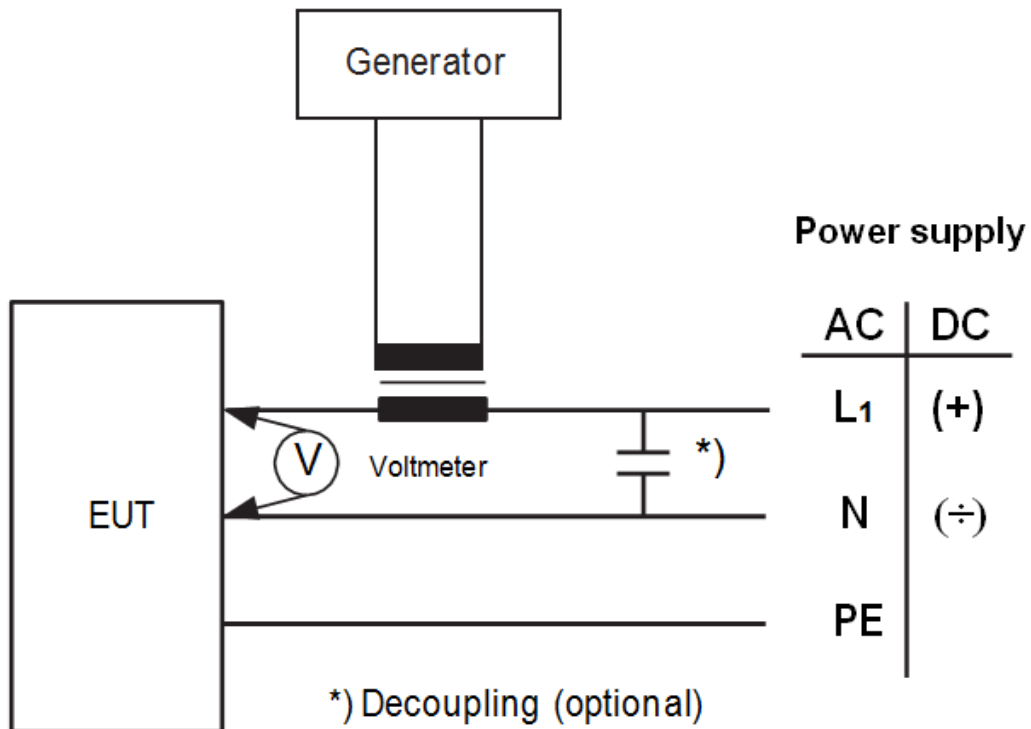 Generator
Power supply
AC DC
L1 (+)
V Voltmeter *)
EUT
N (÷)
PE
*) Decoupling (optional)